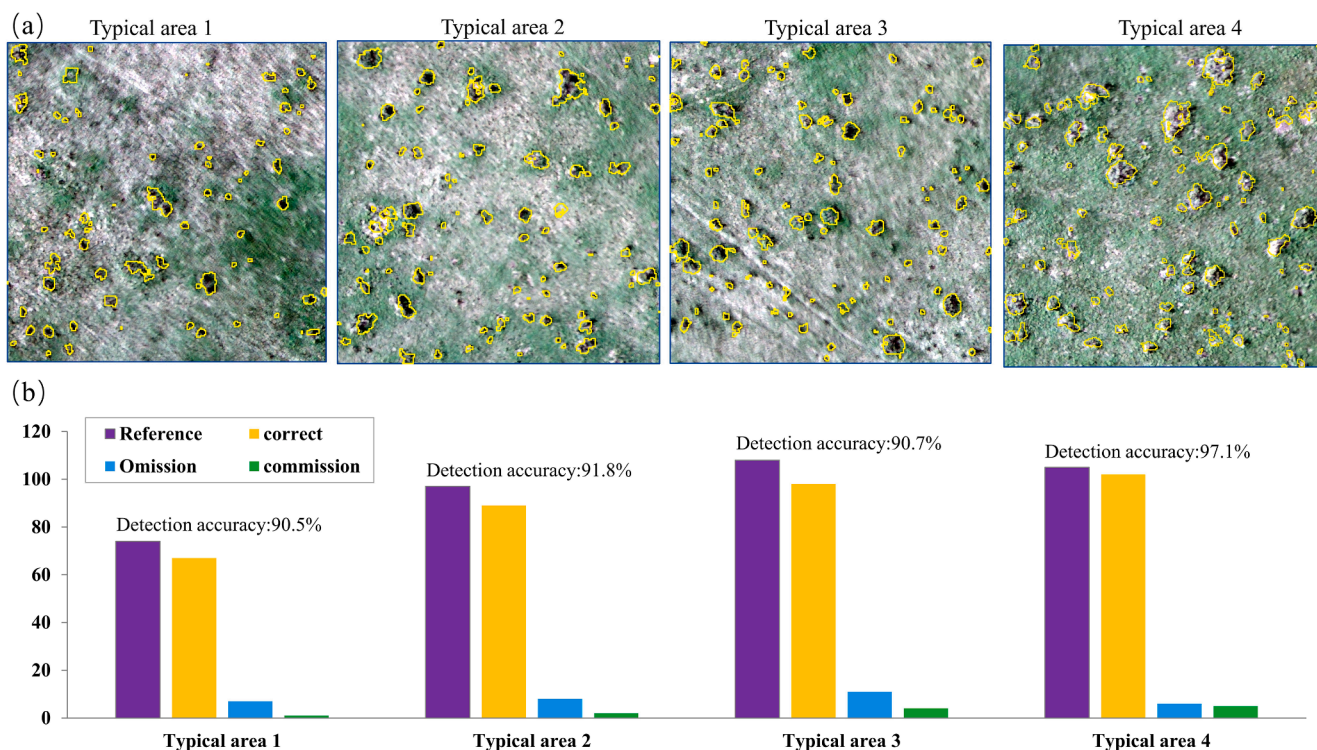 (a)
Typical area 1 Typical area 2 Typical area 3 Typical area 4
(b)
Reference correct
Omission commission
120
100
80
60
40
20
0
Detection accuracy:90.5%
Detection accuracy:91.8%
Detection accuracy:90.7%
Detection accuracy:97.1%
Typical area 1 Typical area 2 Typical area 3 Typical area 4